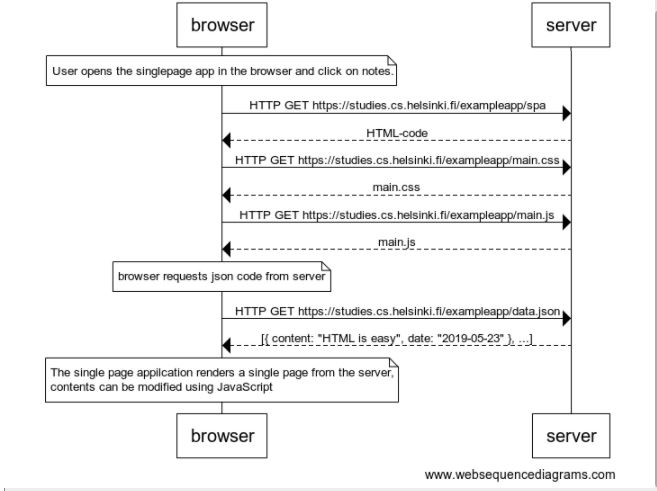 browser
server
User opens the singlepage app in the browser and click on notes.
HTTP GET https://studies.cs.helsinki.fi/exampleapp/spa
HTML-code
HTTP GET https://studies.cs.helsinki.fi/exampleapp/main.css
main.css
HTTP GET https://studies.cs.helsinki.fi/exampleapp/main.js
main.js
browser requests json code from server
HTTP GET https://studies.cs.helsinki.fi/exampleapp/data.json
[{ content: "HTML is easy", date: "2019-05-23" }, ...]
The single page appilcation renders a single page from the server,
contents can be modified using JavaScript
browser
server
www.websequencediagrams.com